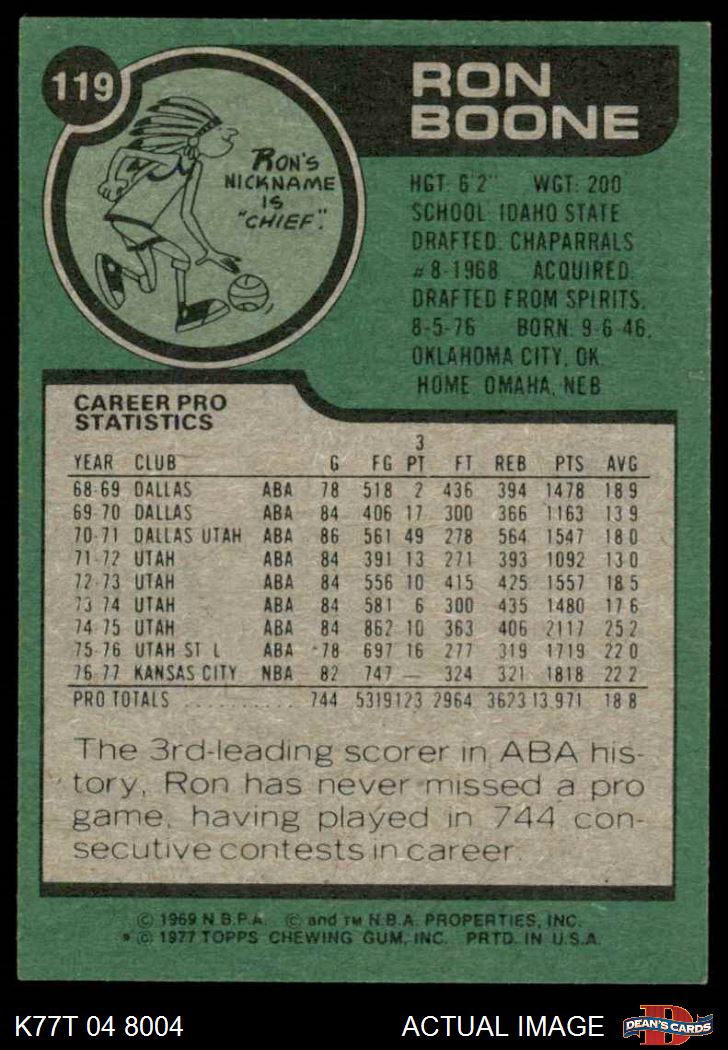 119
RON
BOONE
RON'S
NICKNAME
IS
"CHIEF".
HGT: 6'2" WGT: 200
SCHOOL: IDAHO STATE
DRAFTED: CHAPARRALS
#8-1968 ACQUIRED:
DRAFTED FROM SPIRITS,
8-5-76 BORN: 9-6-46,
OKLAHOMA CITY, OK.
HOME: OMAHA, NEB.
CAREER PRO
STATISTICS
3
YEAR CLUB G FG PT FT REB PTS AVG
68-69 DALLAS ABA 78 518 2 436 394 1478 18.9
69-70 DALLAS ABA 84 406 17 300 366 1163 13.9
70-71 DALLAS UTAH ABA 86 561 49 278 564 1547 18.0
71-72 UTAH ABA 84 391 13 271 393 1092 13.0
72-73 UTAH ABA 84 556 10 415 425 1557 18.5
73-74 UTAH ABA 84 581 6 300 435 1480 17.6
74-75 UTAH ABA 84 862 10 363 406 2117 25.2
75-76 UTAH ST. L. ABA 78 697 16 277 319 1719 22.0
76-77 KANSAS CITY NBA 82 747 — 324 321 1818 22.2
PRO TOTALS .......... 744 5319 123 2964 3623 13,971 18.8
The 3rd-leading scorer in ABA his-
tory, Ron has never missed a pro
game, having played in 744 con-
secutive contests in career.
© 1969 N.B.P.A. © and TM N.B.A. PROPERTIES, INC.
* © 1977 TOPPS CHEWING GUM, INC. PRTD. IN U.S.A.
K77T 04 8004
ACTUAL IMAGE
D
DEAN'S CARDS